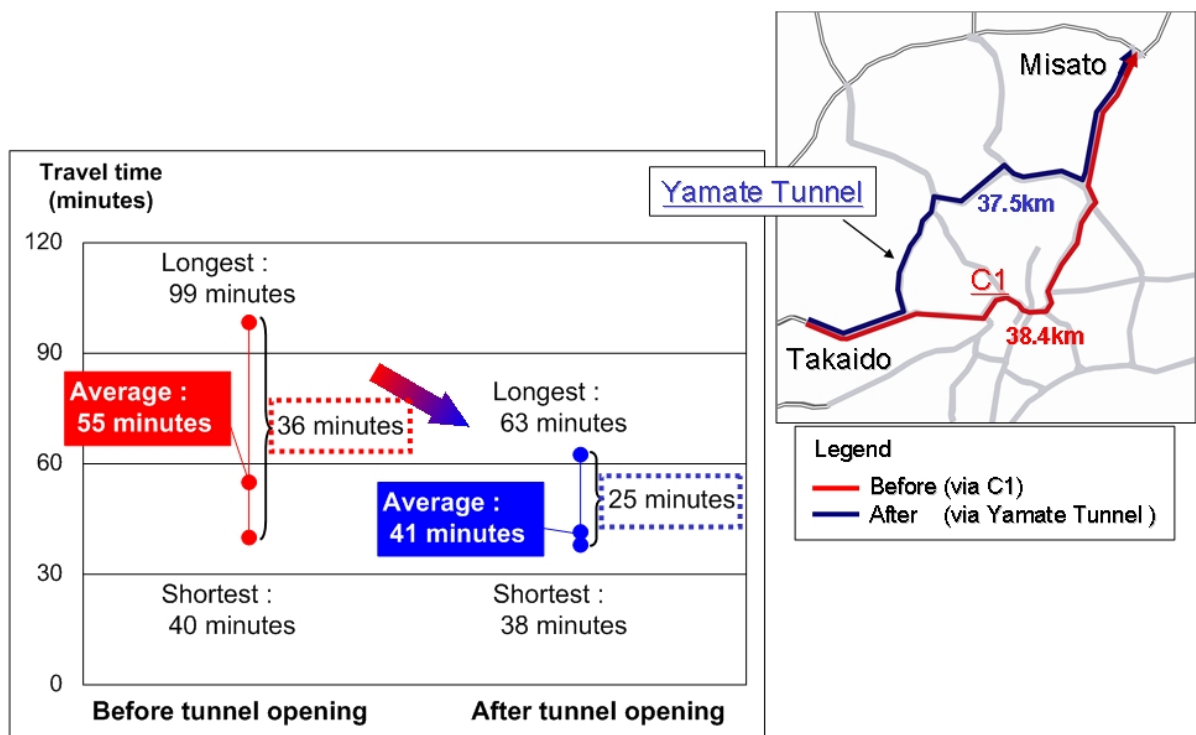 Travel time
(minutes)
120
90
60
30
0
Longest :
99 minutes
Average :
55 minutes
36 minutes
Shortest :
40 minutes
Longest :
63 minutes
Average :
41 minutes
25 minutes
Shortest :
38 minutes
Before tunnel opening
After tunnel opening
Misato
Yamate Tunnel
37.5km
C1
38.4km
Takaido
Legend
Before (via C1)
After (via Yamate Tunnel )